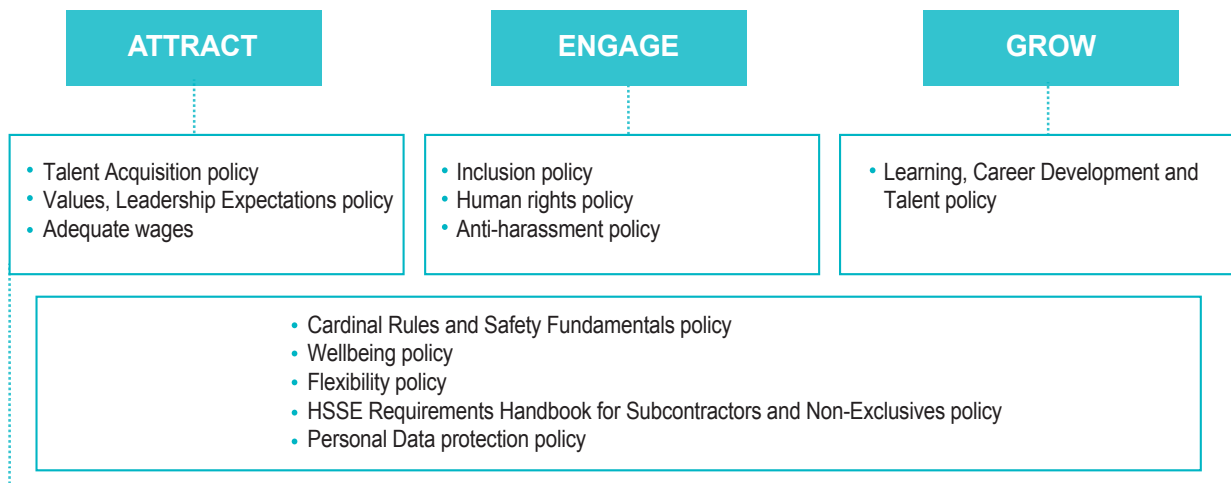 ATTRACT
ENGAGE
GROW
• Talent Acquisition policy
• Values, Leadership Expectations policy
• Adequate wages
• Inclusion policy
• Human rights policy
• Anti-harassment policy
• Learning, Career Development and
Talent policy
• Cardinal Rules and Safety Fundamentals policy
• Wellbeing policy
• Flexibility policy
• HSSE Requirements Handbook for Subcontractors and Non-Exclusives policy
• Personal Data protection policy